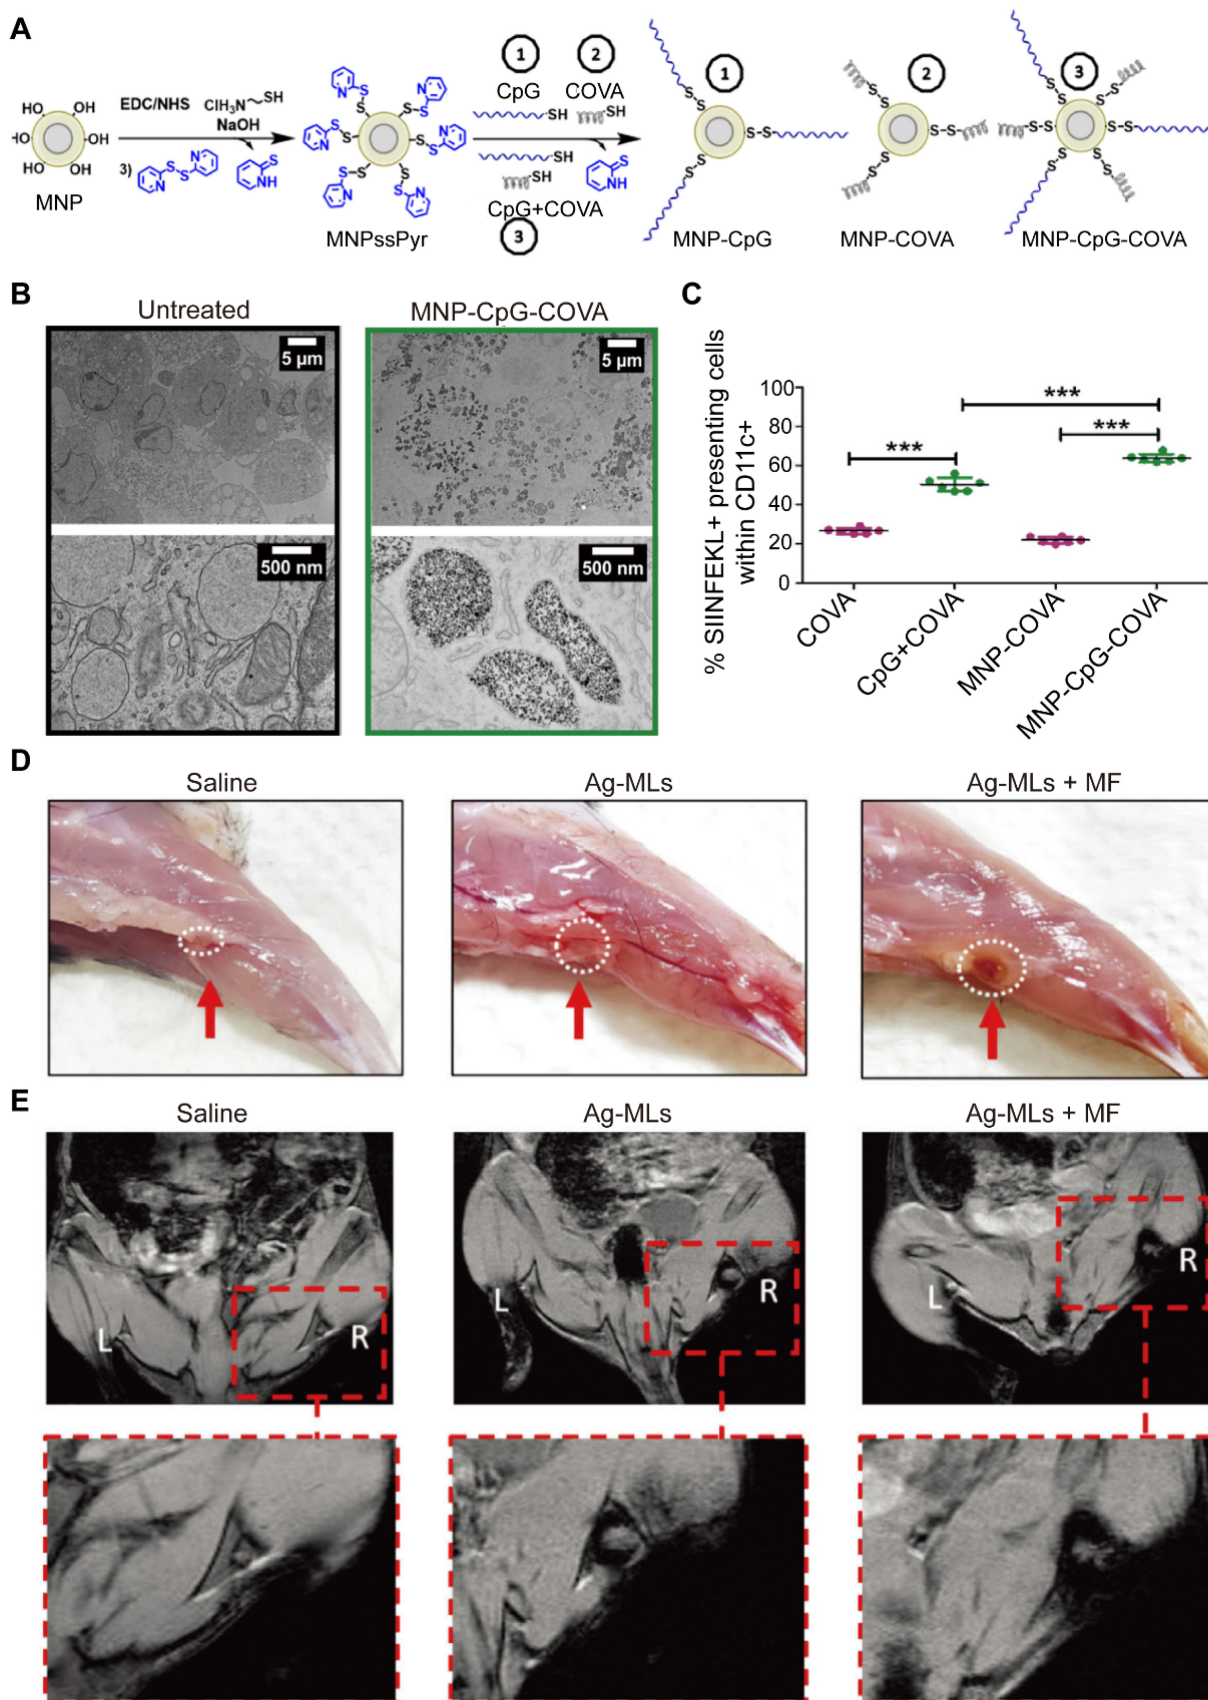 A
HO
OH
HO
OH
HO
OH
MNP
EDC/NHS
ClH₃N
SH
NaOH
3)
N
S-S
N
S
N
H
N
S
S
MNPssPyr
1
2
CpG
COVA
SH
SH
SH
SH
CpG+COVA
3
S
N
H
1
S-S
MNP-CpG
2
S-S
MNP-COVA
3
S-S
MNP-CpG-COVA
B
Untreated
MNP-CpG-COVA
5 µm
5 µm
500 nm
500 nm
C
% SIINFEKL+ presenting cells
within CD11c+
100
80
60
40
20
0
***
***
***
COVA
CpG+COVA
MNP-COVA
MNP-CpG-COVA
D
Saline
Ag-MLs
Ag-MLs + MF
E
Saline
Ag-MLs
Ag-MLs + MF
L
R
L
R
L
R